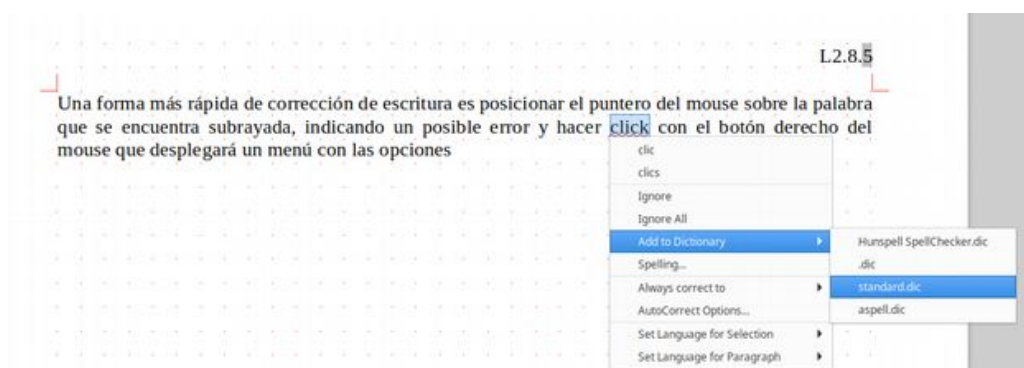 L2.8.5
Una forma más rápida de corrección de escritura es posicionar el puntero del mouse sobre la palabra
que se encuentra subrayada, indicando un posible error y hacer click con el botón derecho del
mouse que desplegará un menú con las opciones
clic
clics
Ignore
Ignore All
Add to Dictionary
Hunspell SpellChecker.dic
Spelling...
.dic
Always correct to
standard.dic
AutoCorrect Options...
aspell.dic
Set Language for Selection
Set Language for Paragraph